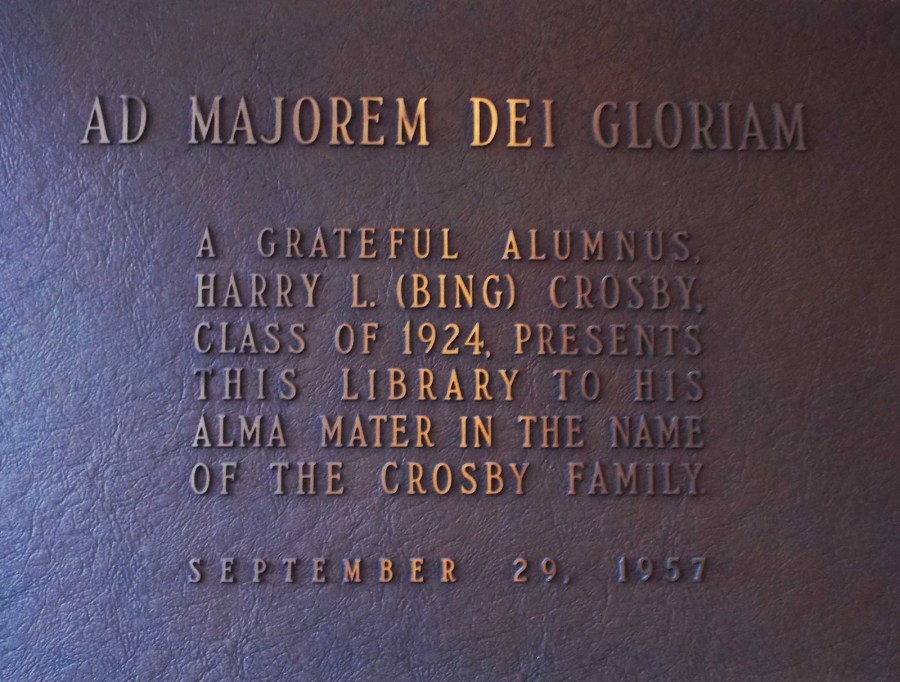 AD MAJOREM DEI GLORIAM
A GRATEFUL ALUMNUS,
HARRY L. (BING) CROSBY,
CLASS OF 1924, PRESENTS
THIS LIBRARY TO HIS
ALMA MATER IN THE NAME
OF THE CROSBY FAMILY.
SEPTEMBER 29, 1957